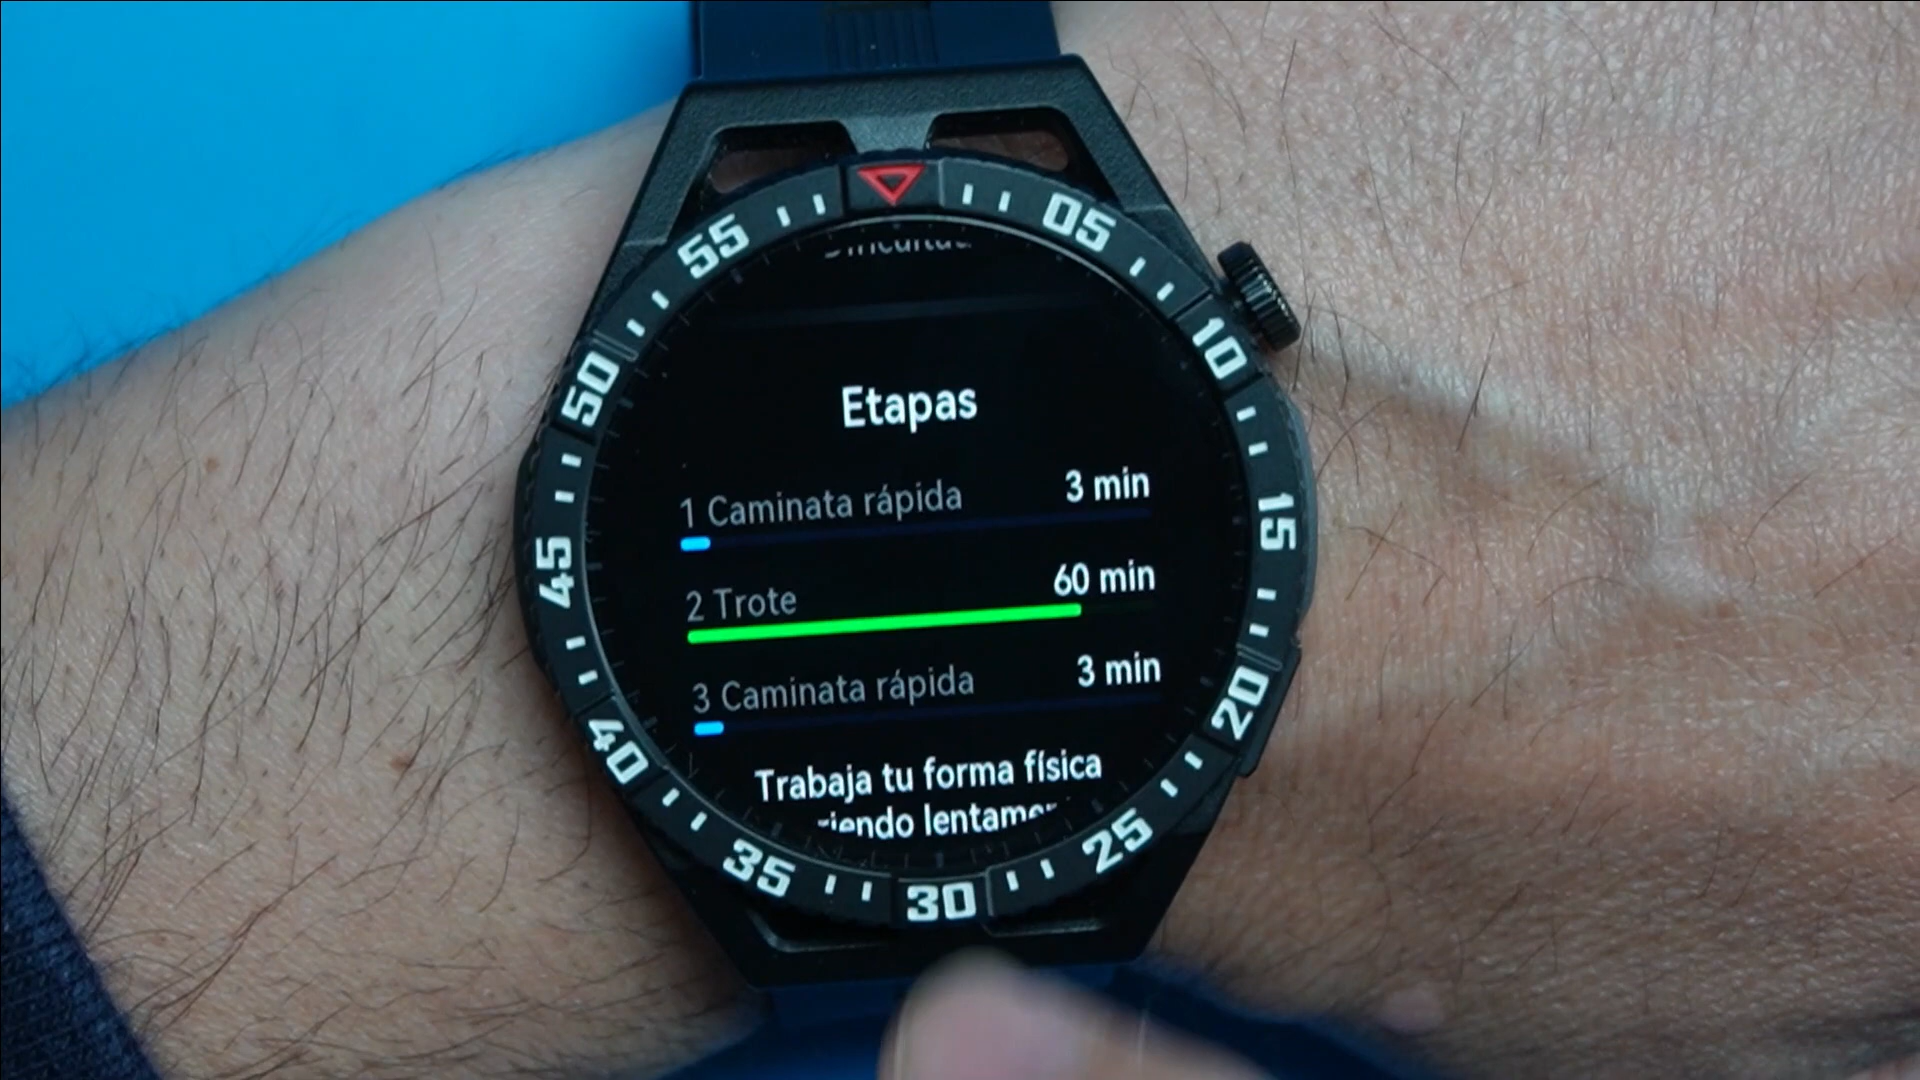 Etapas
1 Caminata rápida 3 min
2 Trote 60 min
3 Caminata rápida 3 min
Trabaja tu forma física
lentamen
05
10
15
20
25
30
35
40
45
50
55